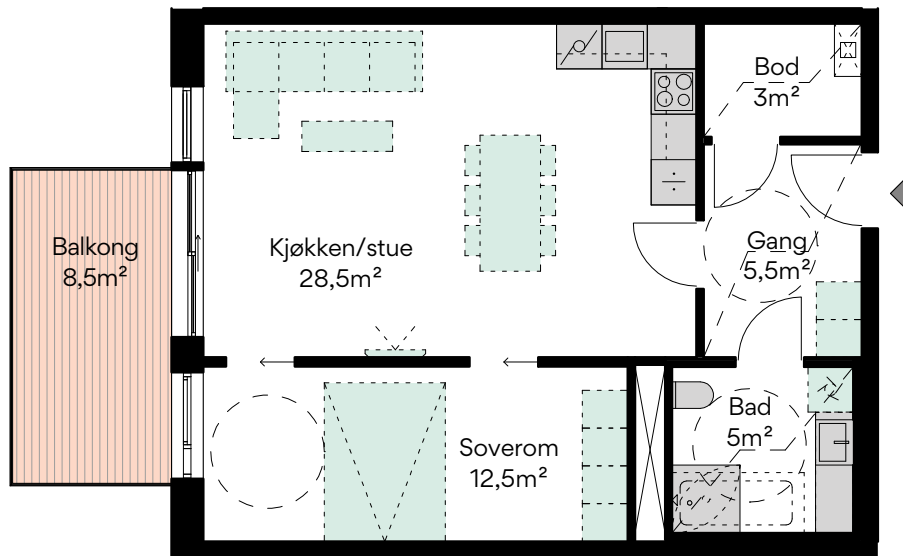 Bod
3m²
Balkong
8,5m²
Kjøkken/stue
28,5m²
Gang
5,5m²
Soverom
12,5m²
Bad
5m²